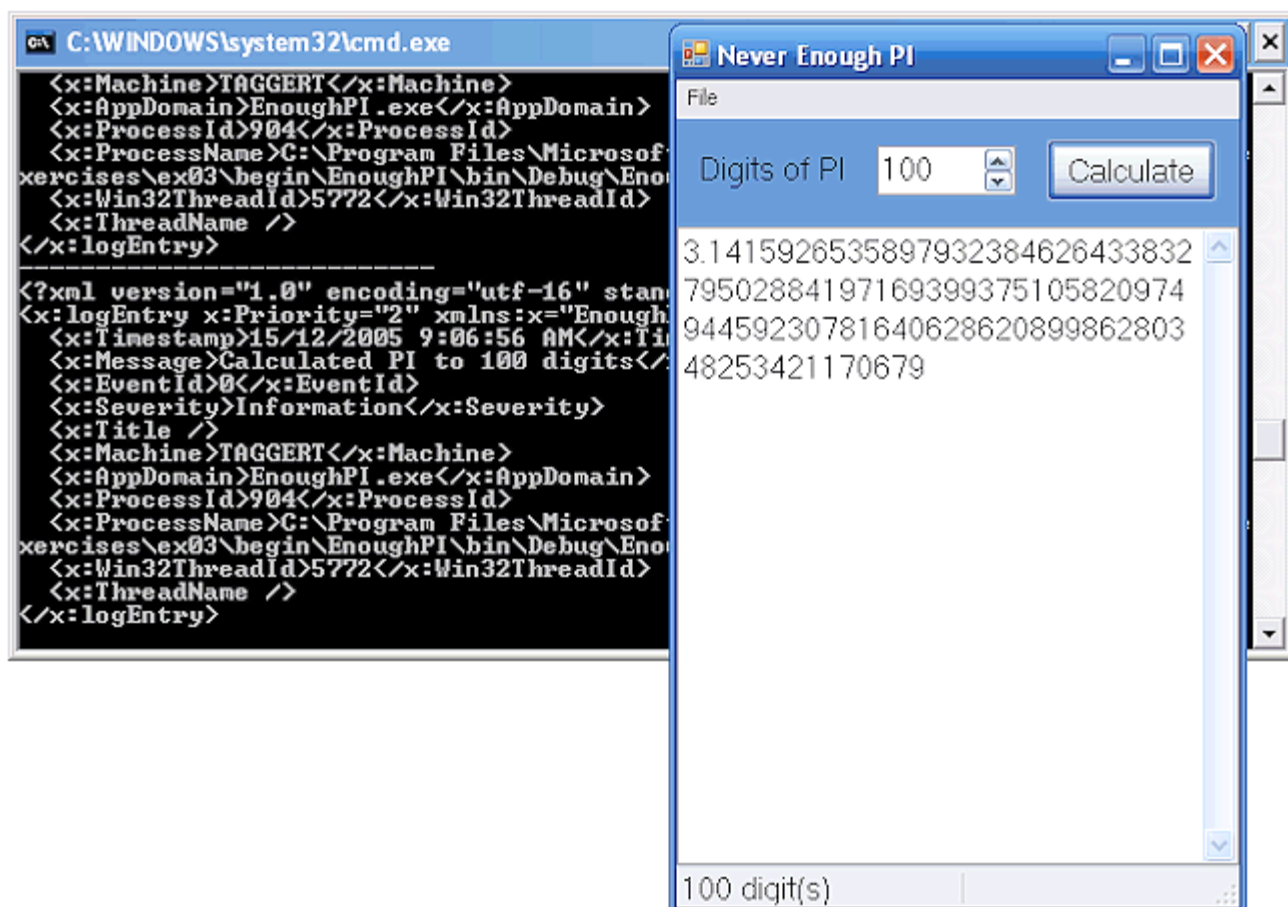 C:\WINDOWS\system32\cmd.exe
<x:Machine>TAGGERT</x:Machine>
<x:AppDomain>EnoughPI.exe</x:AppDomain>
<x:ProcessId>904</x:ProcessId>
<x:ProcessName>C:\Program Files\Microsof
xercises\ex03\begin\EnoughPI\bin\Debug\Eno
<x:Win32ThreadId>5772</x:Win32ThreadId>
<x:ThreadName />
</x:logEntry>
<?xml version="1.0" encoding="utf-16" stan
<x:logEntry x:Priority="2" xmlns:x="Enough
<x:Timestamp>15/12/2005 9:06:56 AM</x:Ti
<x:Message>Calculated PI to 100 digits</
<x:EventId>0</x:EventId>
<x:Severity>Information</x:Severity>
<x:Title />
<x:Machine>TAGGERT</x:Machine>
<x:AppDomain>EnoughPI.exe</x:AppDomain>
<x:ProcessId>904</x:ProcessId>
<x:ProcessName>C:\Program Files\Microsof
xercises\ex03\begin\EnoughPI\bin\Debug\Eno
<x:Win32ThreadId>5772</x:Win32ThreadId>
<x:ThreadName />
</x:logEntry>
Never Enough PI
File
Digits of PI 100 Calculate
3.1415926535897932384626433832
79502884197169399375105820974
94459230781640628620899862803
48253421170679
100 digit(s)